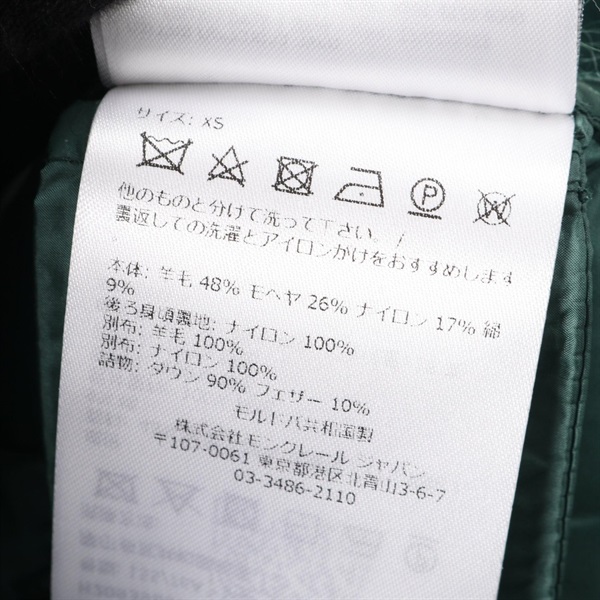 サイズ: XS
P W
他のものと分けて洗って下さい. /
裏返しての洗濯とアイロンがけをおすすめします
本体: 羊毛 48% モヘヤ 26% ナイロン 17% 綿
9%
後ろ身頃裏地: ナイロン 100%
別布: 羊毛 100%
別布: ナイロン 100%
詰物: ダウン 90% フェザー 10%
モルドバ共和国製
株式会社モンクレール ジャパン
〒107-0061 東京都港区北青山3-6-7
03-3486-2110